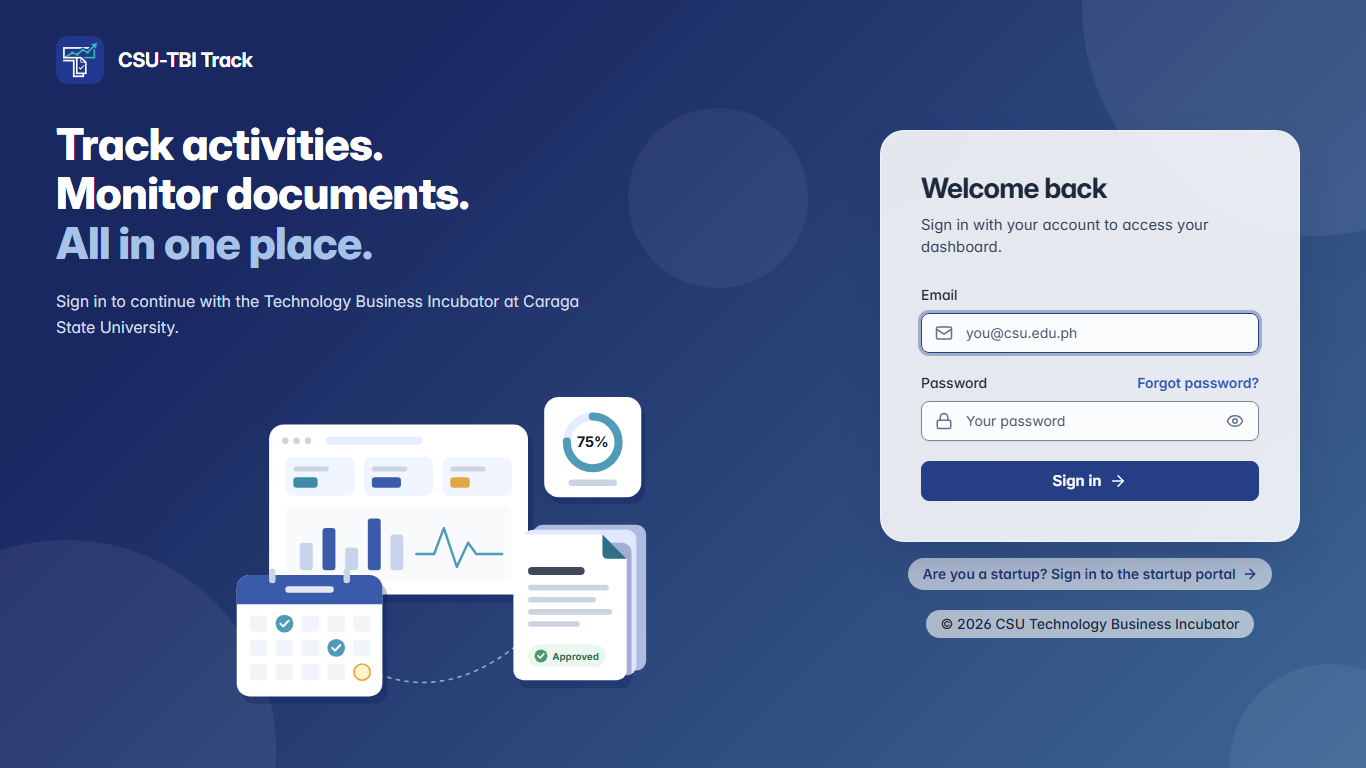 CSU-TBI Track
Track activities.
Monitor documents.
All in one place.
Sign in to continue with the Technology Business Incubator at Caraga
State University.
75%
Approved
Welcome back
Sign in with your account to access your
dashboard.
Email
you@csu.edu.ph
Password Forgot password?
Your password
Sign in →
Are you a startup? Sign in to the startup portal →
© 2026 CSU Technology Business Incubator